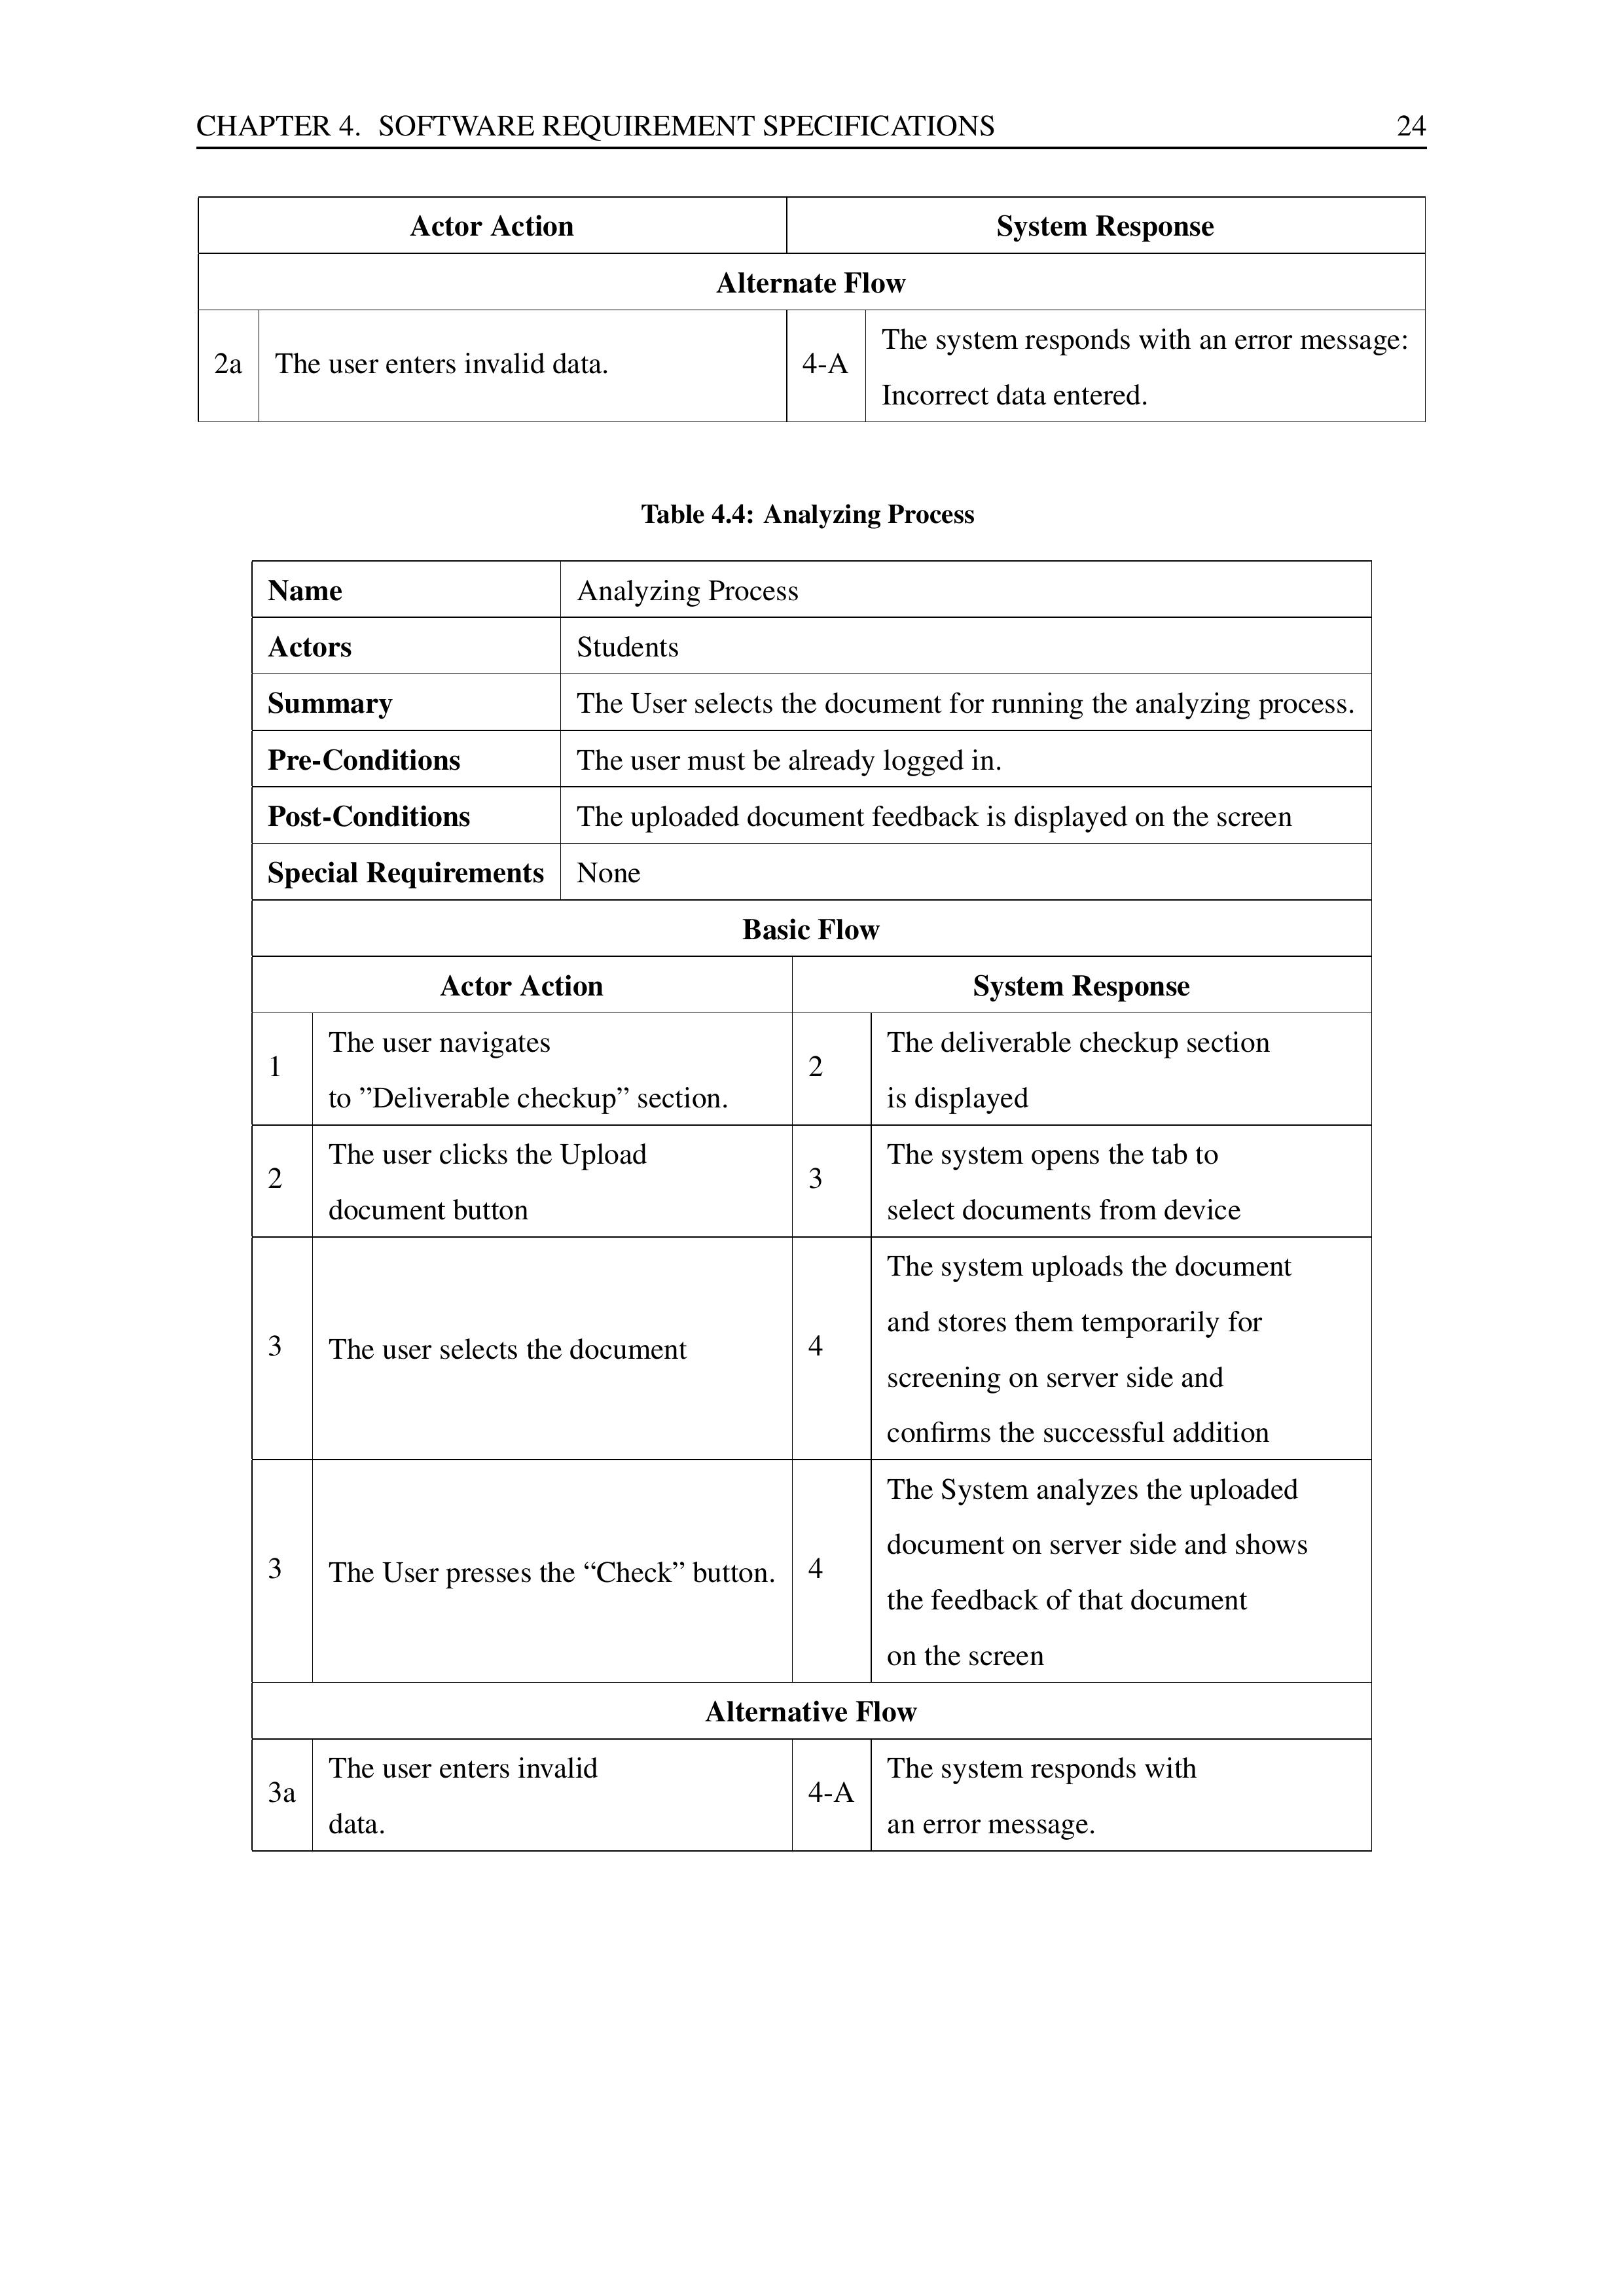 CHAPTER 4. SOFTWARE REQUIREMENT SPECIFICATIONS 24
Actor Action System Response
Alternate Flow
2a The user enters invalid data. 4-A The system responds with an error message:
Incorrect data entered.
Table 4.4: Analyzing Process
Name Analyzing Process
Actors Students
Summary The User selects the document for running the analyzing process.
Pre-Conditions The user must be already logged in.
Post-Conditions The uploaded document feedback is displayed on the screen
Special Requirements None
Basic Flow
Actor Action System Response
1 The user navigates
to ”Deliverable checkup” section.
2 The deliverable checkup section
is displayed
2 The user clicks the Upload
document button
3 The system opens the tab to
select documents from device
3 The user selects the document
4 The system uploads the document
and stores them temporarily for
screening on server side and
confirms the successful addition
3 The User presses the “Check” button.
4 The System analyzes the uploaded
document on server side and shows
the feedback of that document
on the screen
Alternative Flow
3a The user enters invalid
data.
4-A The system responds with
an error message.